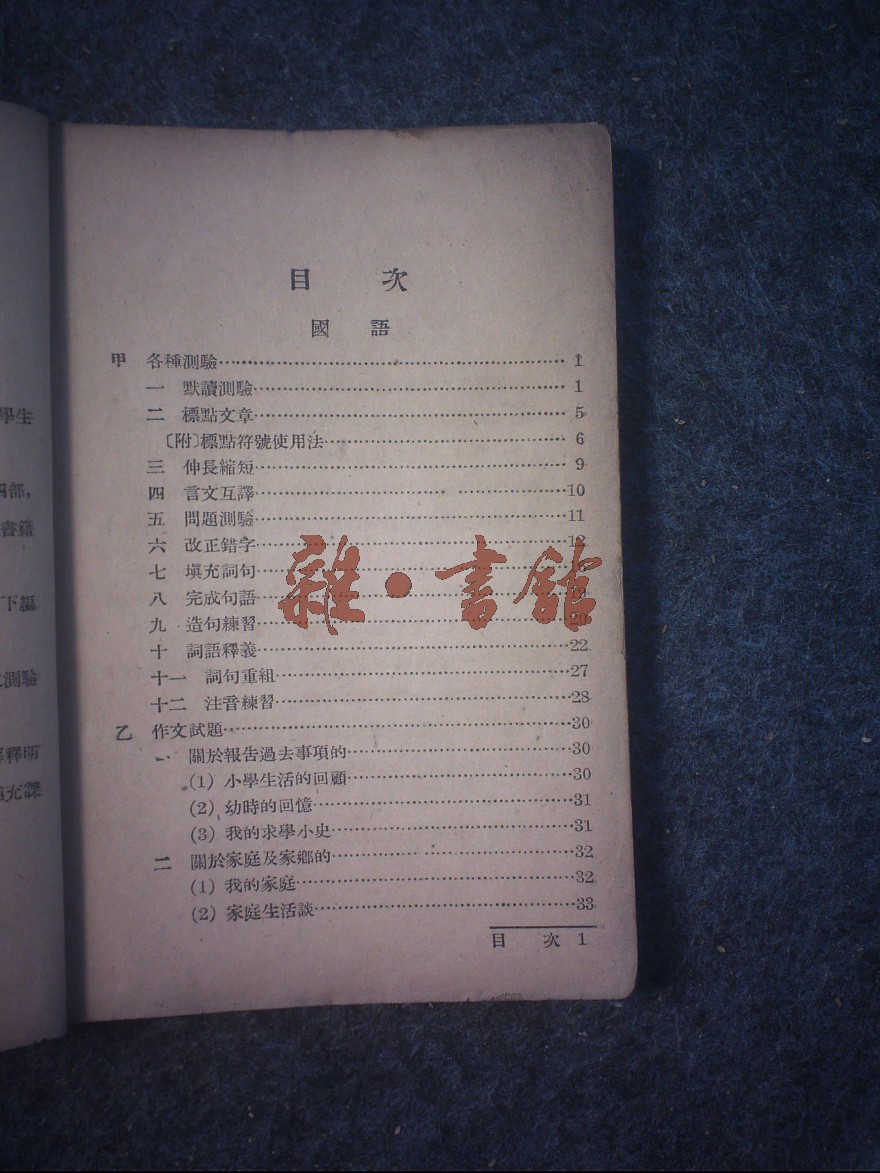 目 次
國 語
甲 各種測驗 1
一 默讀測驗 1
二 標點文章 5
〔附〕標點符號使用法 6
三 伸長縮短 9
四 言文互譯 10
五 問題測驗 11
六 改正錯字 12
七 填充詞句
八 完成句語 19
九 造句練習 20
十 詞語釋義 22
十一 詞句重組 27
十二 注音練習 28
乙 作文試題 30
一 關於報告過去事項的 30
(1) 小學生活的回顧 30
(2) 幼時的回憶 31
(3) 我的求學小史 31
二 關於家庭及家鄉的 32
(1) 我的家庭 32
(2) 家庭生活談 33
目 次 1
雜·書館
學生
四部,
書籍
下編
測驗
釋明
充課